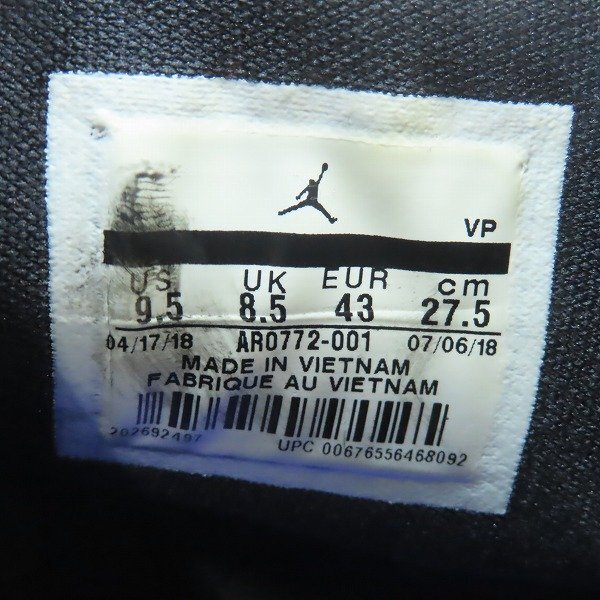 VP
US UK EUR cm
9.5 8.5 43 27.5
04/17/18 AR0772-001 07/06/18
MADE IN VIETNAM
FABRIQUE AU VIETNAM
202692497
UPC 00676556468092